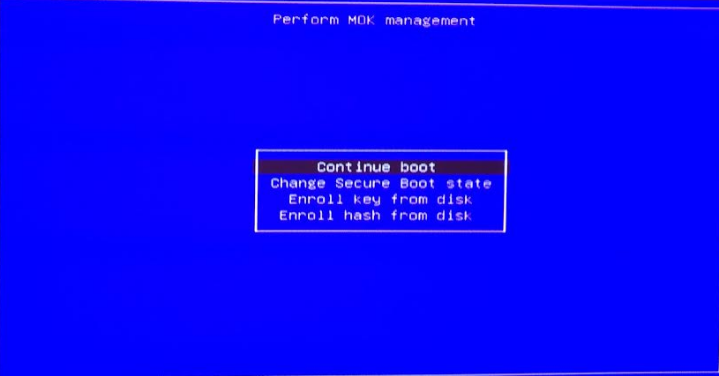 Perform MOK management
Continue boot
Change Secure Boot state
Enroll key from disk
Enroll hash from disk